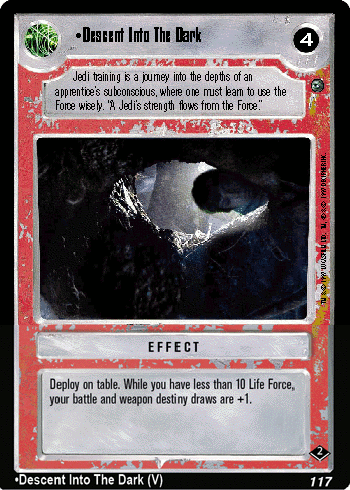 •Descent Into The Dark
4
Jedi training is a journey into the depths of an
apprentice's subconscious, where one must learn to use the
Force wisely. "A Jedi's strength flows from the Force."
EFFECT
Deploy on table. While you have less than 10 Life Force,
your battle and weapon destiny draws are +1.
2
•Descent Into The Dark (V)
117